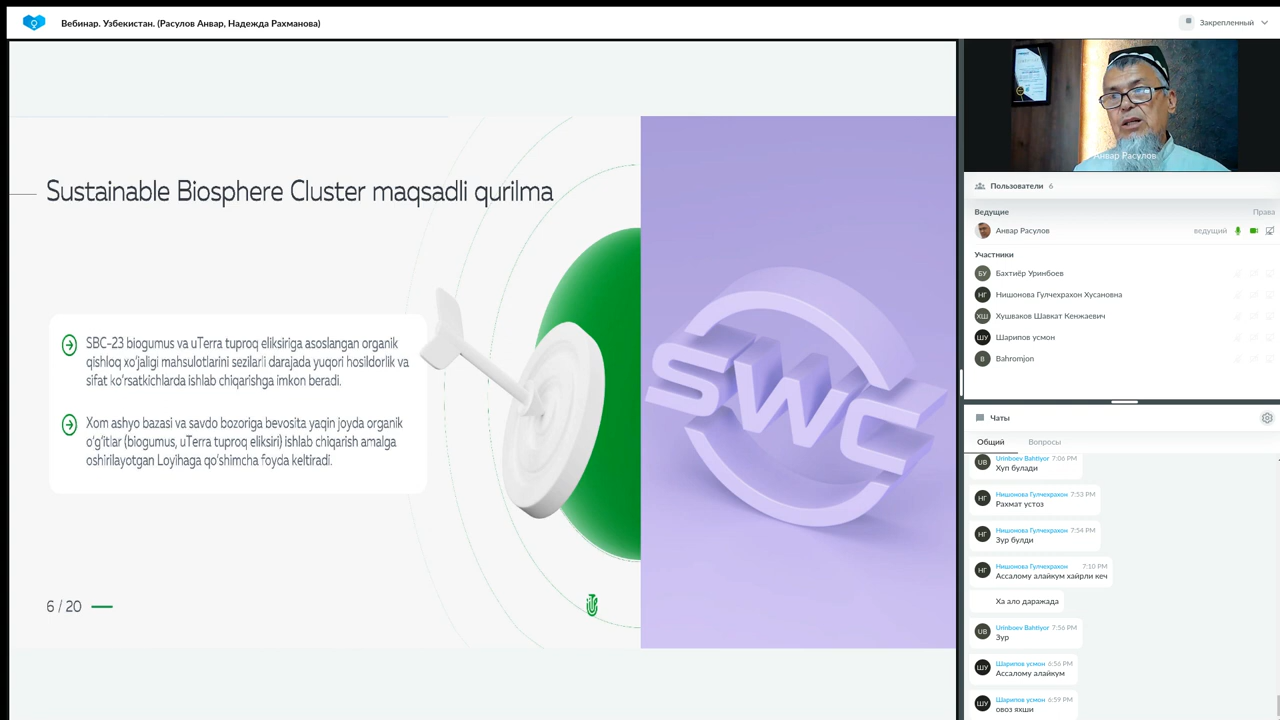 Вебинар. Узбекистан. (Расулов Анвар, Надежда Рахманова)
Закрепленный
Sustainable Biosphere Cluster maqsadli qurilma
SBC-23 biogumus va uTerra tuproq eliksiriga asoslangan organik
qishloq xo'jaligi mahsulotlarini sezilarli darajada yuqori hosildorlik va
sifat ko'rsatkichlarda ishlab chiqarishga imkon beradi.
Xom ashyo bazasi va savdo bozoriga bevosita yaqin joyda organik
o'g'itlar (biogumus, uTerra tuproq eliksiri) ishlab chiqarish amalga
oshirilayotgan Loyihaga qo'shimcha foyda keltiradi.
6 / 20
SWC
Анвар Расулов
Пользователи 6
Ведущие Права
Анвар Расулов ведущий
Участники
БУ Бахтиёр Уринбоев
НГ Нишонова Гулчехрахон Хусановна
ХШ Хушваков Шавкат Кенжаевич
ШУ Шарипов усмон
B Bahromjon
Чаты
Общий Вопросы
UB Urinboev Bahtiyor 7:06 PM
Хуп булади
НГ Нишонова Гулчехрахон 7:53 PM
Рахмат устоз
НГ Нишонова Гулчехрахон 7:54 PM
Зур булди
НГ Нишонова Гулчехрахон 7:10 PM
Ассалому алайкум хайрли кеч
Ха ало даражада
UB Urinboev Bahtiyor 7:56 PM
Зур
ШУ Шарипов усмон 6:56 PM
Ассалому алайкум
ШУ Шарипов усмон 6:59 PM
овоз яхши